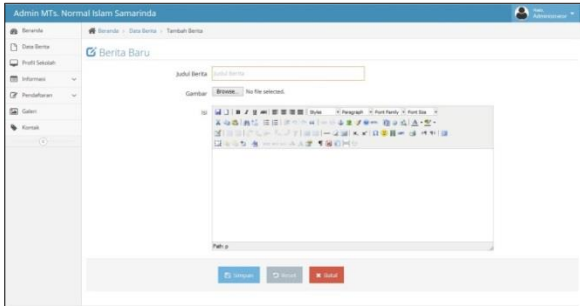 Admin MTs. Normal Islam Samarinda
Administrator
Beranda
Data Berita
Profil Sekolah
Informasi
Pendaftaran
Galeri
Kontak
Beranda > Data Berita > Tambah Berita
Berita Baru
Judul Berita
Judul Berita
Gambar
Browse... No file selected.
Isi
Styles Paragraph Font Family Font Size
Path: p
Simpan
Reset
Batal